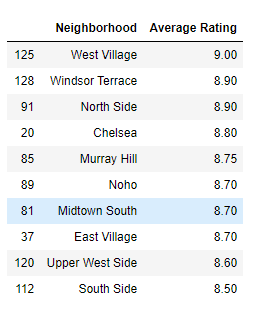 Neighborhood Average Rating
125 West Village 9.00
128 Windsor Terrace 8.90
91 North Side 8.90
20 Chelsea 8.80
85 Murray Hill 8.75
89 Noho 8.70
81 Midtown South 8.70
37 East Village 8.70
120 Upper West Side 8.60
112 South Side 8.50